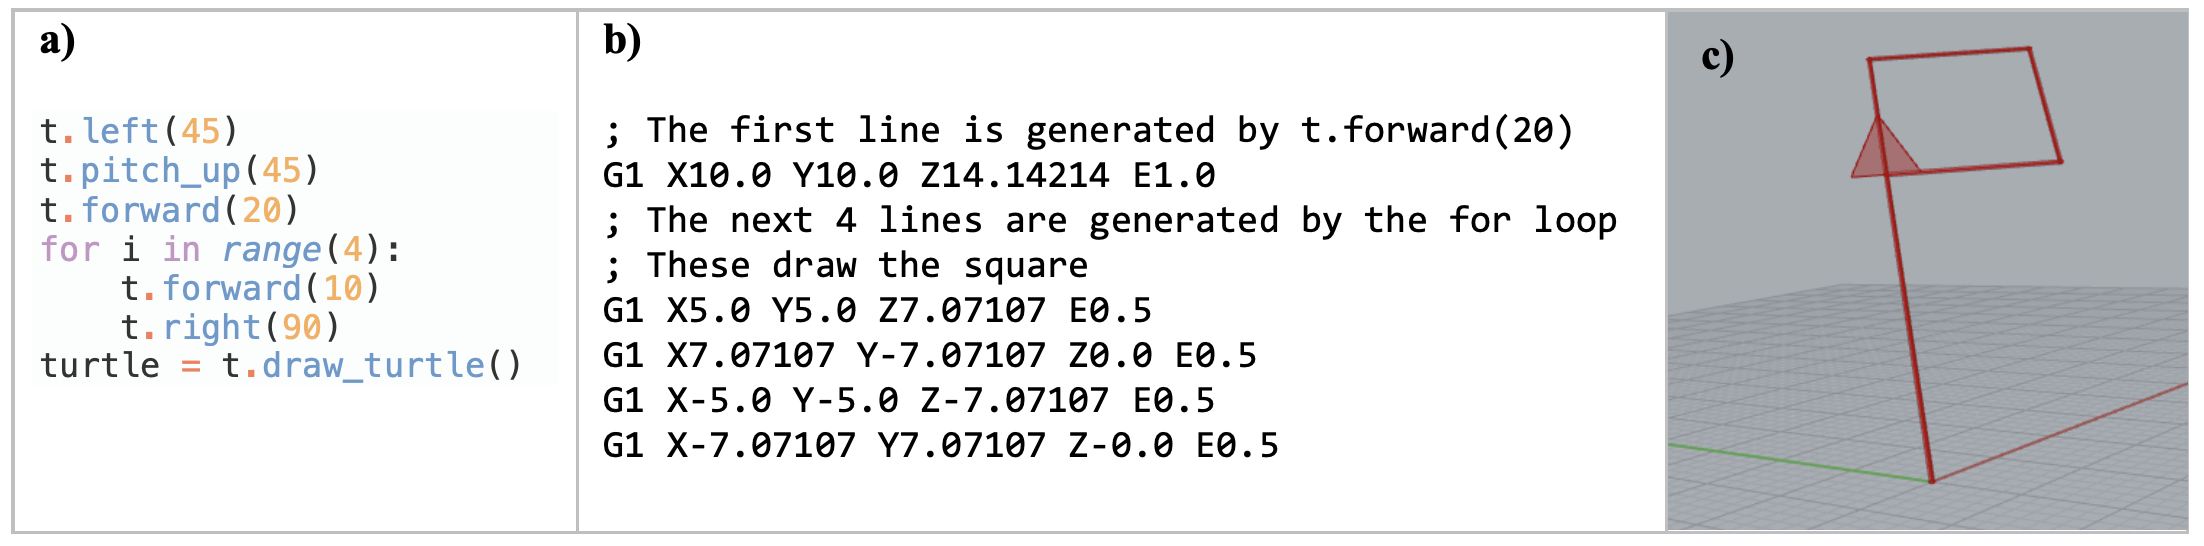 a)
t.left(45)
t.pitch_up(45)
t.forward(20)
for i in range(4):
    t.forward(10)
    t.right(90)
turtle = t.draw_turtle()
b)
; The first line is generated by t.forward(20)
G1 X10.0 Y10.0 Z14.14214 E1.0
; The next 4 lines are generated by the for loop
; These draw the square
G1 X5.0 Y5.0 Z7.07107 E0.5
G1 X7.07107 Y-7.07107 Z0.0 E0.5
G1 X-5.0 Y-5.0 Z-7.07107 E0.5
G1 X-7.07107 Y7.07107 Z-0.0 E0.5
c)